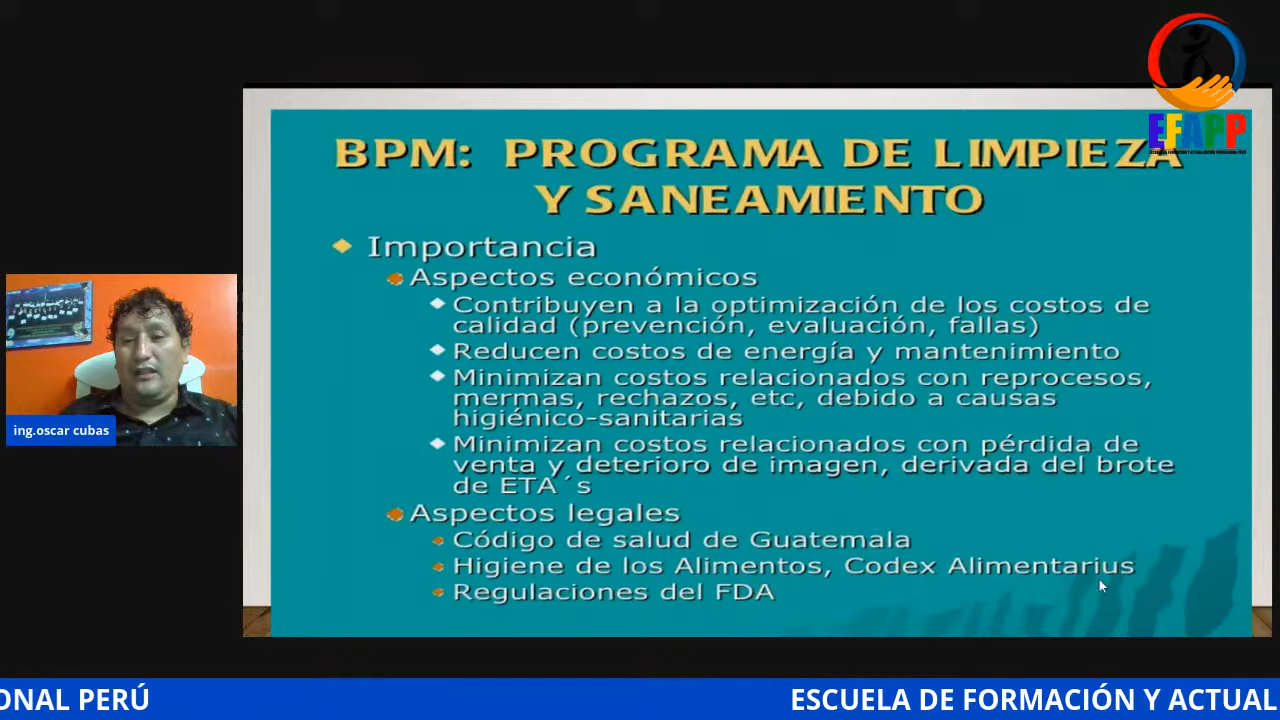 EFAPP
BPM: PROGRAMA DE LIMPIEZA
Y SANEAMIENTO
Importancia
Aspectos económicos
Contribuyen a la optimización de los costos de
calidad (prevención, evaluación, fallas)
Reducen costos de energía y mantenimiento
Minimizan costos relacionados con reprocesos,
mermas, rechazos, etc, debido a causas
higiénico-sanitarias
Minimizan costos relacionados con pérdida de
venta y deterioro de imagen, derivada del brote
de ETA´s
Aspectos legales
Código de salud de Guatemala
Higiene de los Alimentos, Codex Alimentarius
Regulaciones del FDA
ing.oscar cubas
ONAL PERÚ ESCUELA DE FORMACIÓN Y ACTUAL